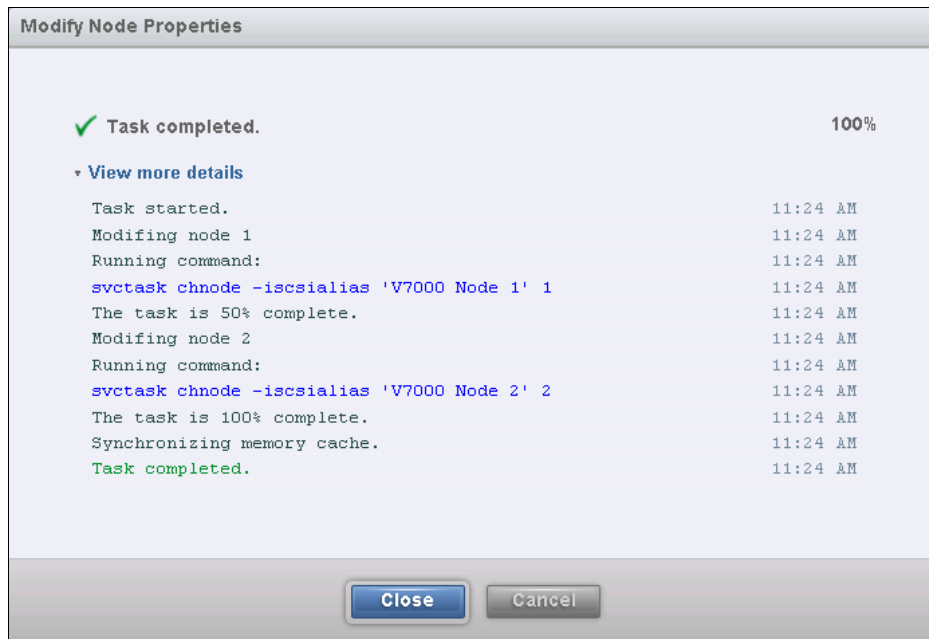 Modify Node Properties
Task completed. 100%
View more details
Task started. 11:24 AM
Modifing node 1 11:24 AM
Running command: 11:24 AM
svctask chnode -iscsialias 'V7000 Node 1' 1 11:24 AM
The task is 50% complete. 11:24 AM
Modifing node 2 11:24 AM
Running command: 11:24 AM
svctask chnode -iscsialias 'V7000 Node 2' 2 11:24 AM
The task is 100% complete. 11:24 AM
Synchronizing memory cache. 11:24 AM
Task completed. 11:24 AM
Close Cancel